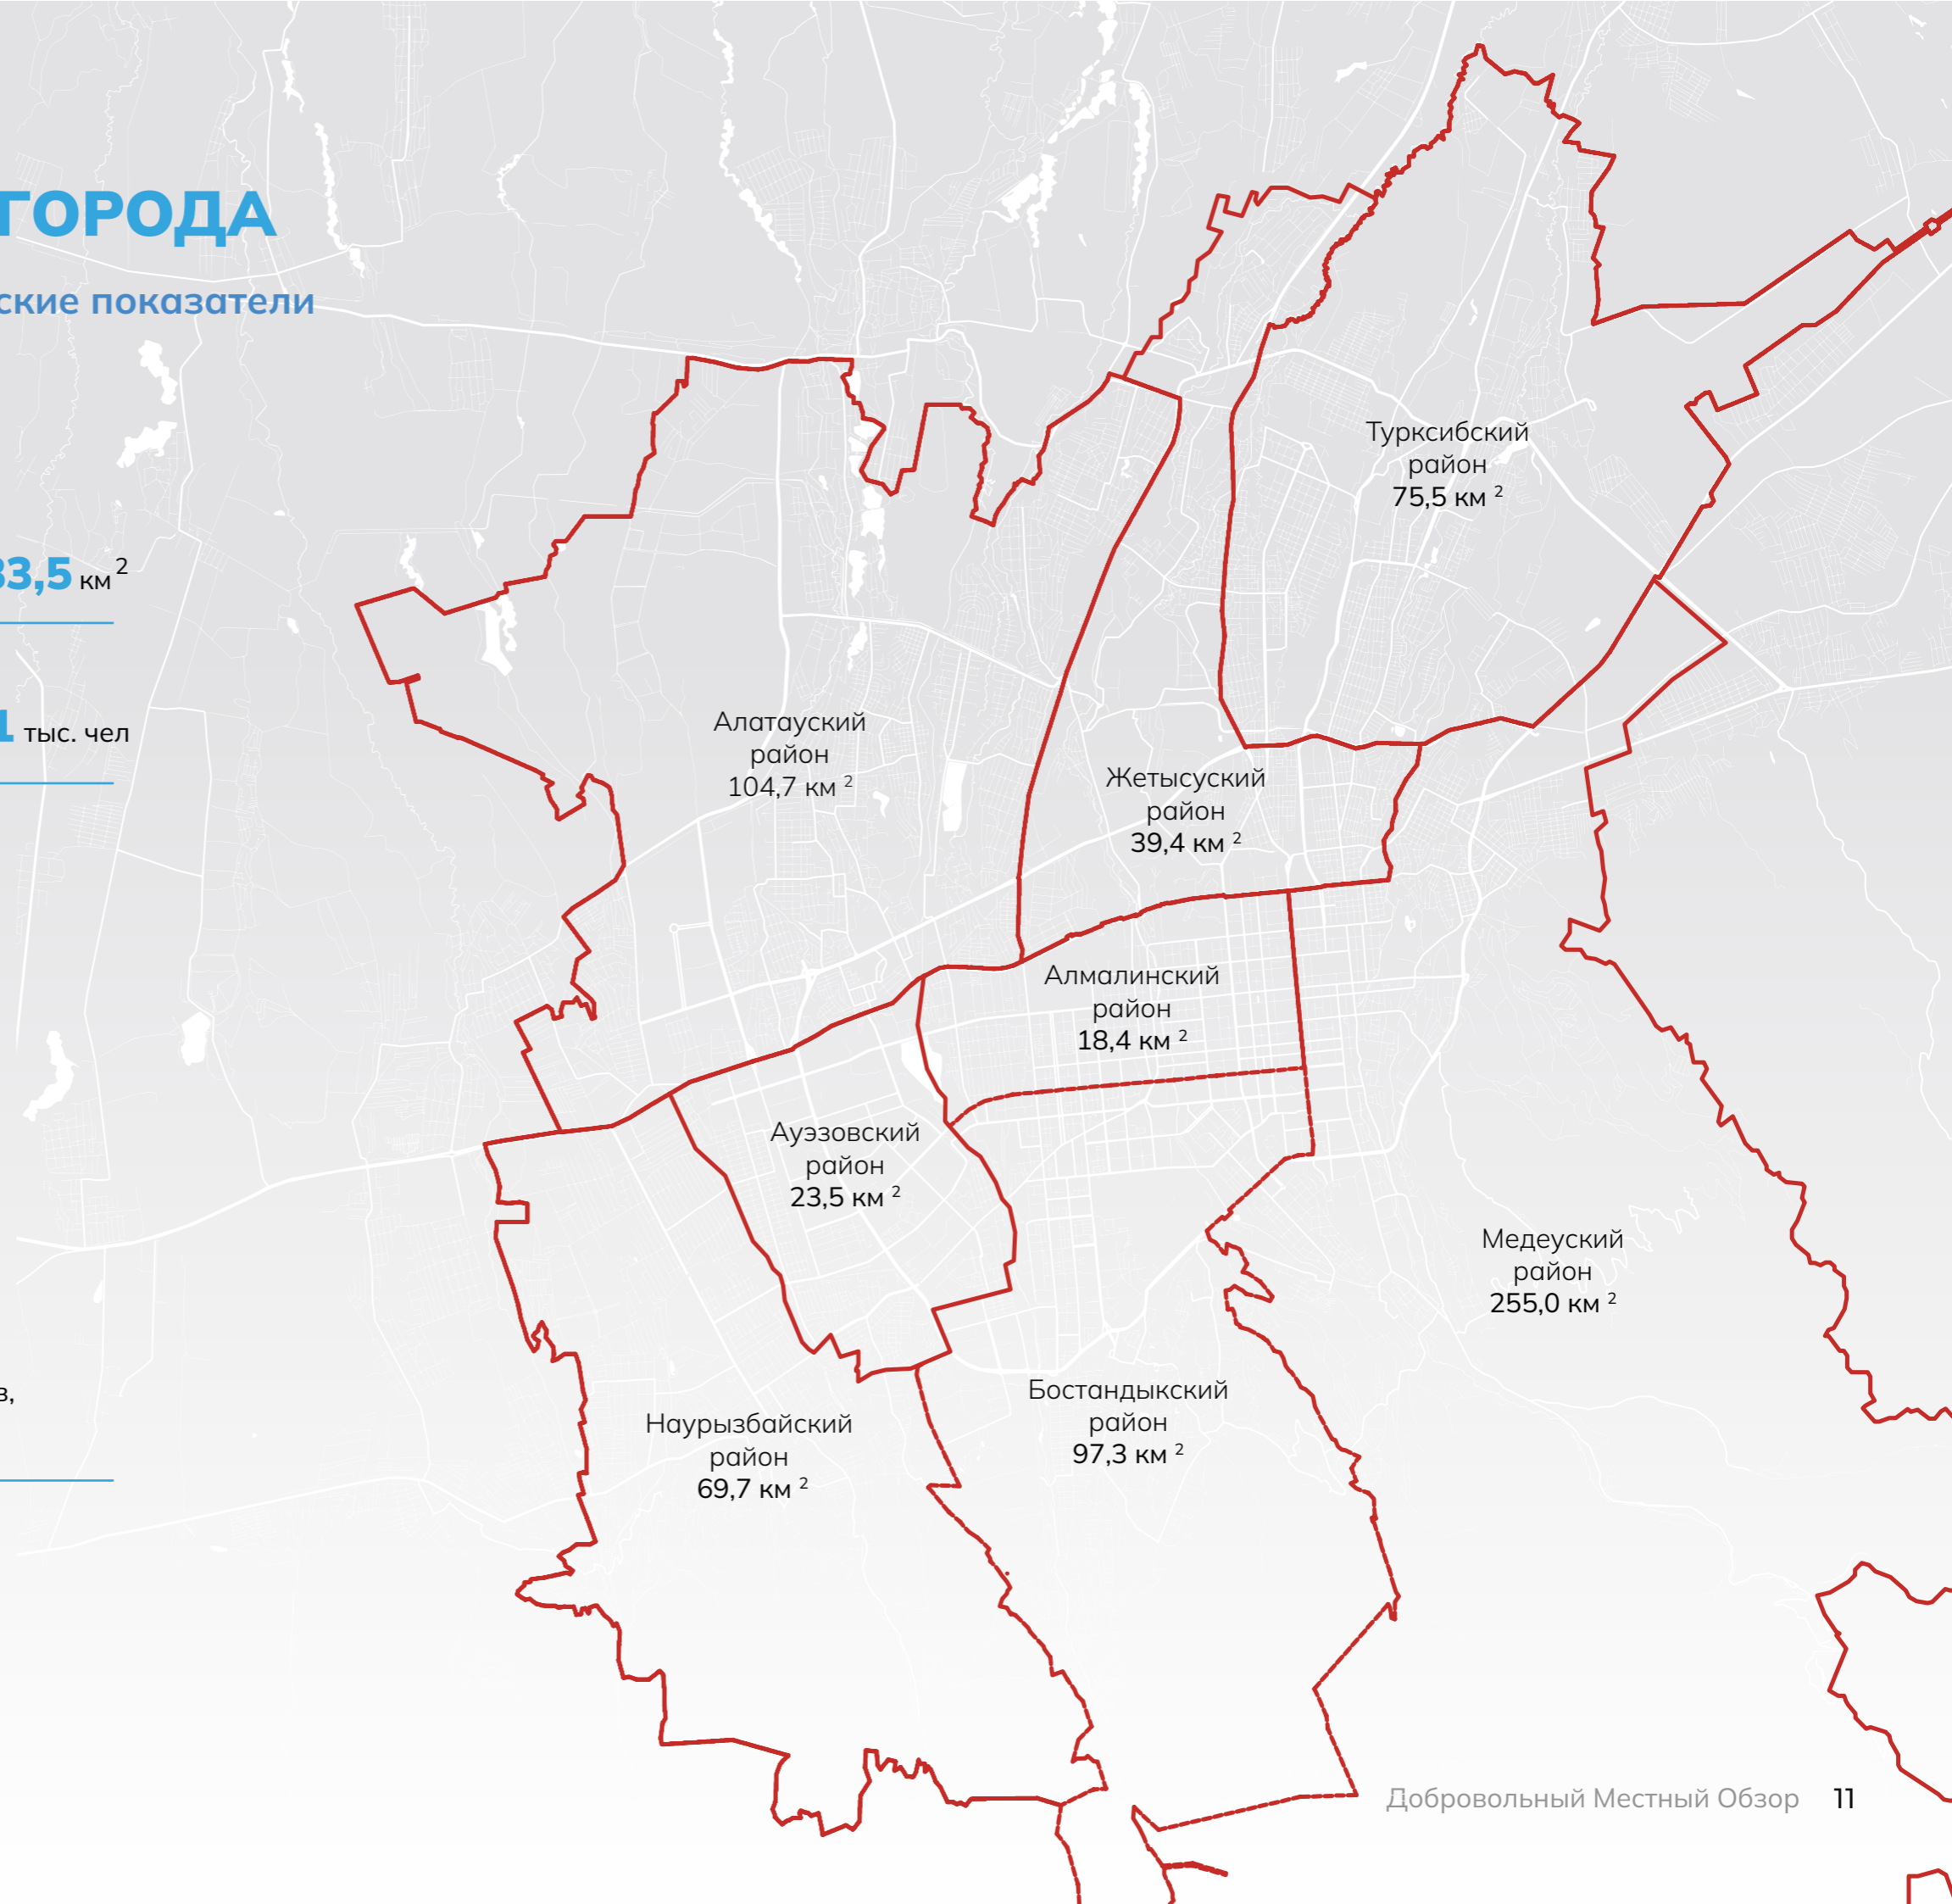 ГОРОДА
ские показатели
33,5 км 2
1 тыс. чел
в,
Турксибский
район
75,5 км 2
Алатауский
район
104,7 км 2
Жетысуский
район
39,4 км 2
Алмалинский
район
18,4 км 2
Ауэзовский
район
23,5 км 2
Медеуский
район
255,0 км 2
Бостандыкский
район
97,3 км 2
Наурызбайский
район
69,7 км 2
Добровольный Местный Обзор 11